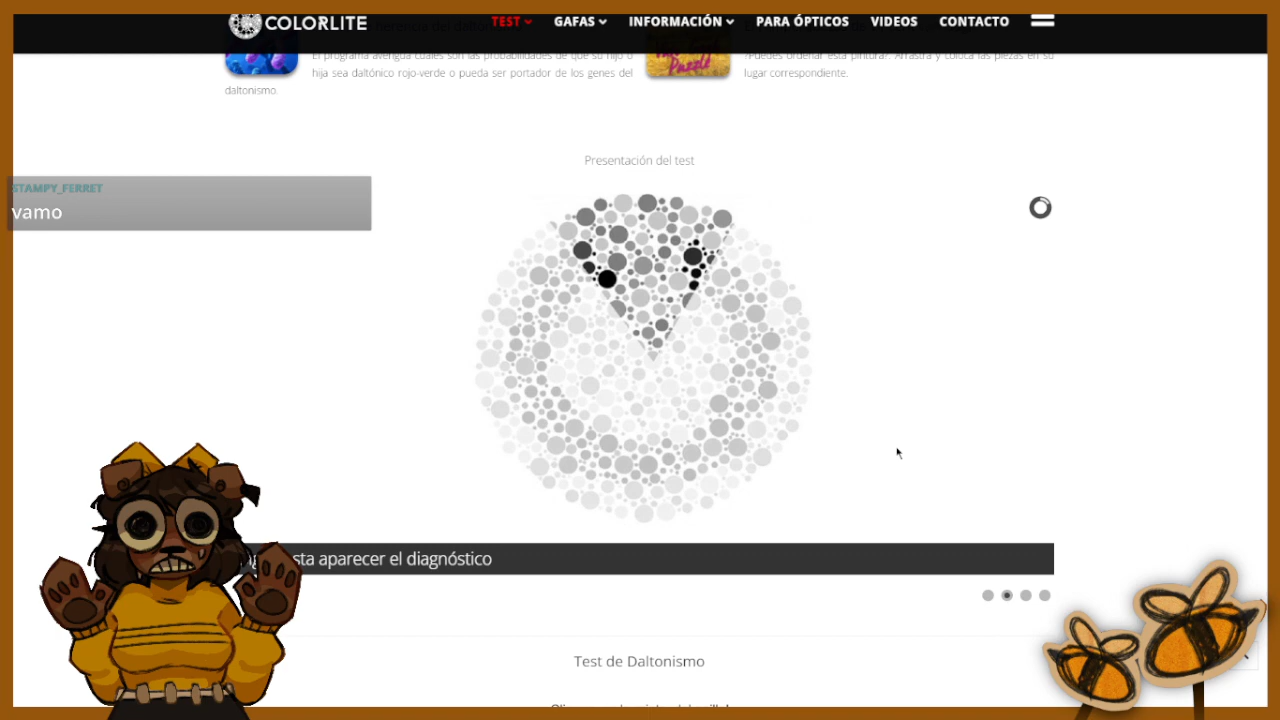 COLORLITE
TEST
GAFAS
INFORMACIÓN
PARA ÓPTICOS
VIDEOS
CONTACTO
El programa averigua cuáles son las probabilidades de que su hijo o
hija sea daltónico rojo-verde o pueda ser portador de los genes del
daltonismo.
Puzzle
¿Puedes ordenar esta pintura?. Arrastra y coloca las piezas en su
lugar correspondiente.
Presentación del test
STAMPY_FERRET
vamo
aparecer el diagnóstico
Test de Daltonismo